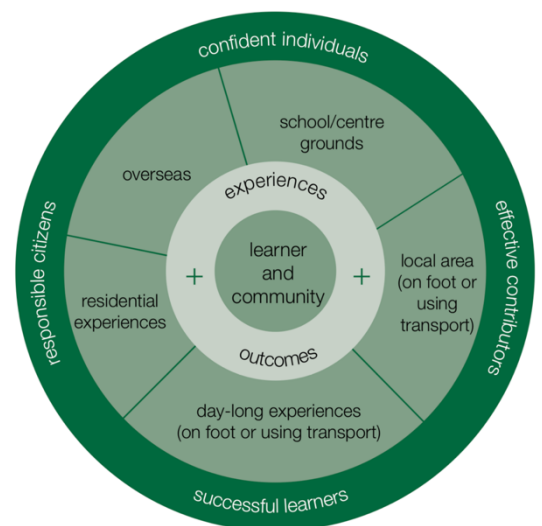 confident individuals
school/centre
grounds
overseas
experiences
responsible citizens
effective contributors
learner
and
community
+
+
local area
(on foot or
using
transport)
residential
experiences
outcomes
day-long experiences
(on foot or using transport)
successful learners